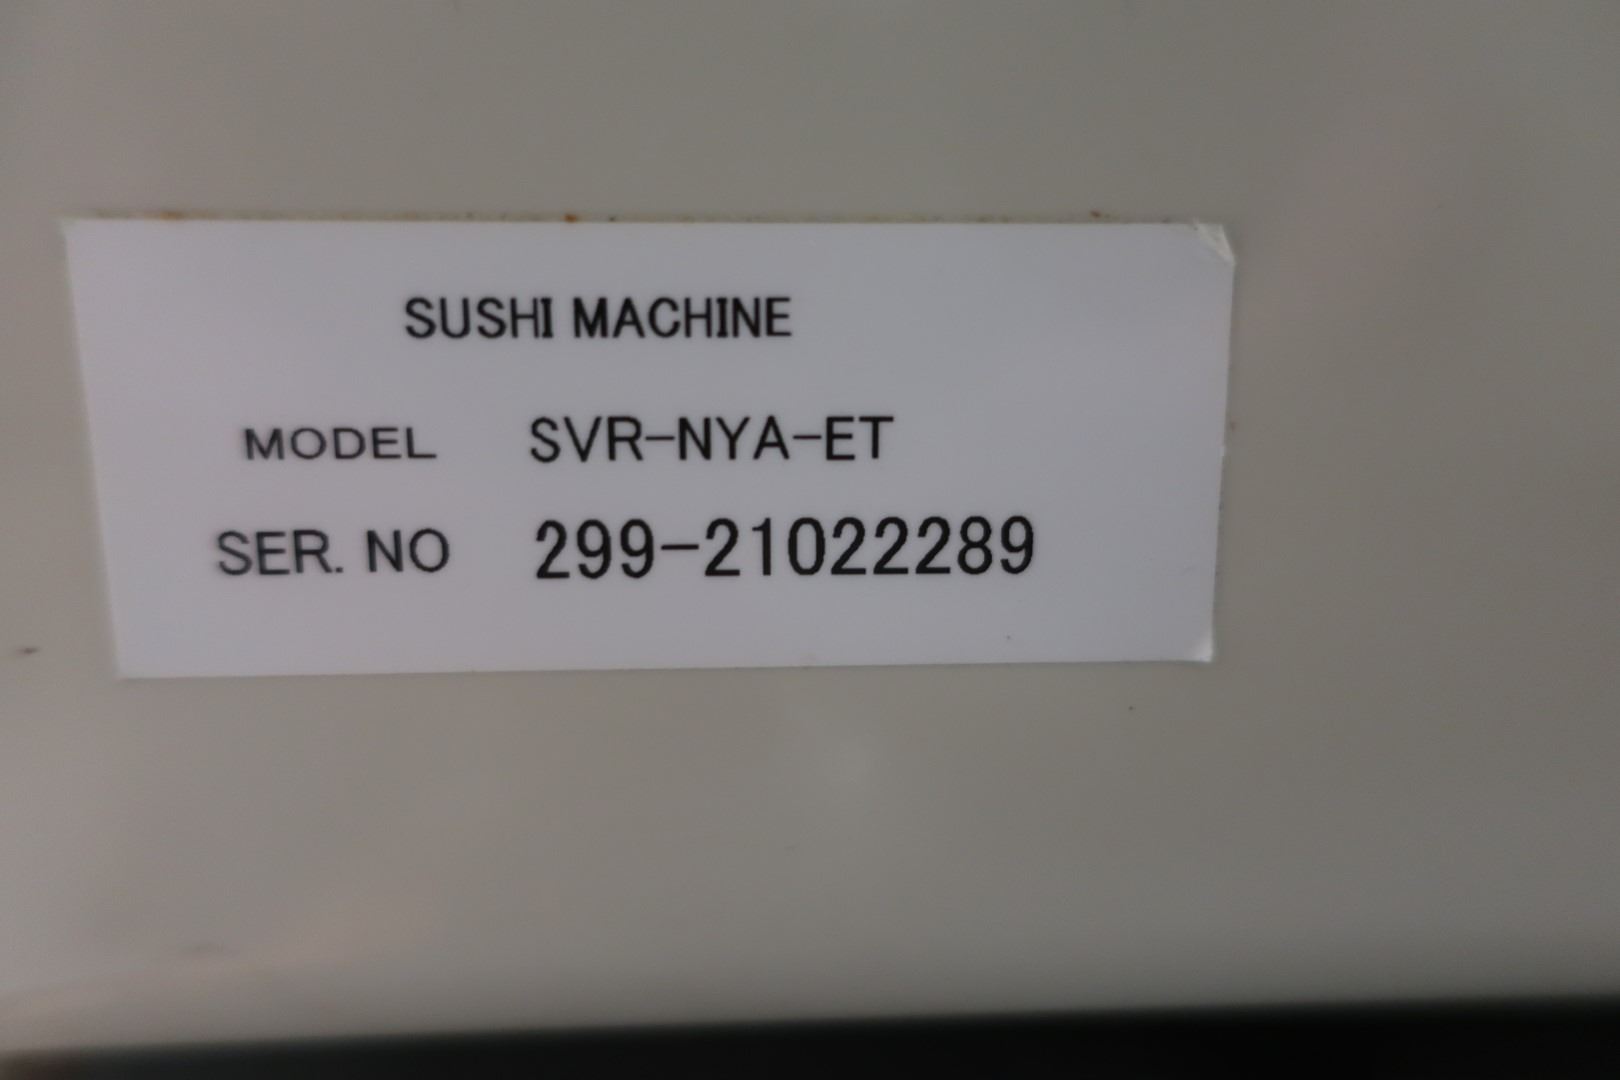 SUSHI MACHINE
MODEL SVR-NYA-ET
SER. NO 299-21022289